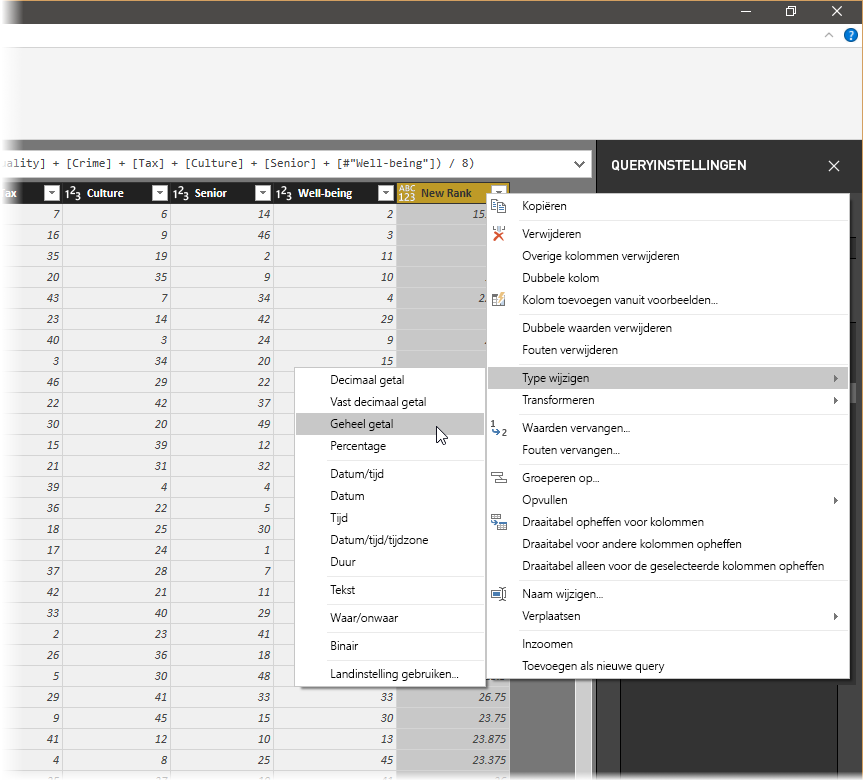 ality] + [Crime] + [Tax] + [Culture] + [Senior] + [#"Well-being"]) / 8)
QUERYINSTELLINGEN
ax 1²3 Culture 1²3 Senior 1²3 Well-being ABC 123 New Rank
7 6 14 2 15.
16 9 46 3
35 19 2 11
20 35 9 10
43 7 34 4 2
23 14 42 29
40 3 24 9
3 34 20 15
46 29 22
22 42 37
30 20 49
15 39 12
21 31 32
39 4 4
36 22 5
18 25 30
17 24 1
37 28 7
42 21 11
33 40 29
2 23 41
26 36 18
5 30 48
29 41 33 33 26.75
9 45 15 30 23.75
41 12 10 13 23.875
4 8 25 45 23.375
Kopiëren
Verwijderen
Overige kolommen verwijderen
Dubbele kolom
Kolom toevoegen vanuit voorbeelden...
Dubbele waarden verwijderen
Fouten verwijderen
Type wijzigen
Transformeren
Waarden vervangen...
Fouten vervangen...
Groeperen op...
Opvullen
Draaitabel opheffen voor kolommen
Draaitabel voor andere kolommen opheffen
Draaitabel alleen voor de geselecteerde kolommen opheffen
Naam wijzigen...
Verplaatsen
Inzoomen
Toevoegen als nieuwe query
Decimaal getal
Vast decimaal getal
Geheel getal
Percentage
Datum/tijd
Datum
Tijd
Datum/tijd/tijdzone
Duur
Tekst
Waar/onwaar
Binair
Landinstelling gebruiken...